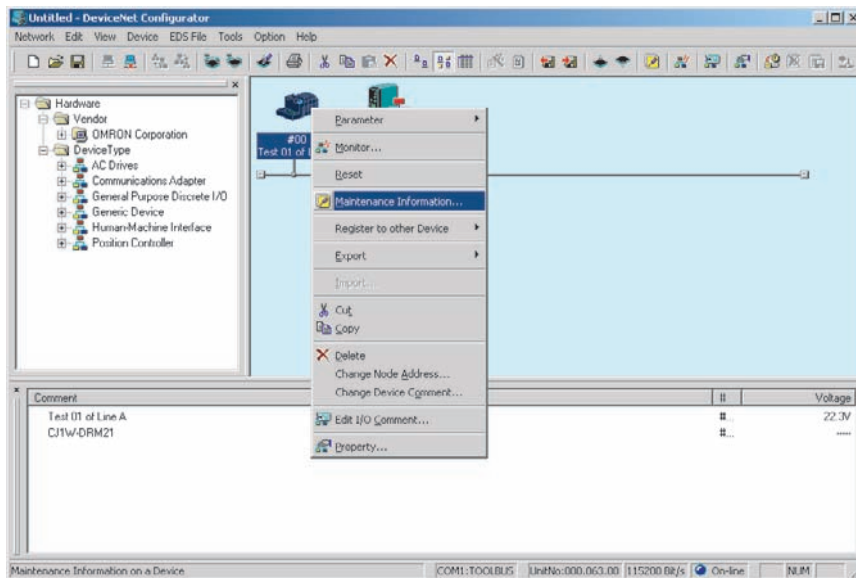 Untitled - DeviceNet Configurator
Network Edit View Device EDS File Tools Option Help
Hardware
Vendor
OMRON Corporation
DeviceType
AC Drives
Communications Adapter
General Purpose Discrete I/O
Generic Device
Human-Machine Interface
Position Controller
#00
Test 01 of
Parameter
Monitor...
Reset
Maintenance Information...
Register to other Device
Export
Import...
Cut
Copy
Delete
Change Node Address...
Change Device Comment...
Edit I/O Comment...
Property...
Comment # Voltage
Test 01 of Line A #... 22.3V
CJ1W-DRM21 #... -----
Maintenance Information on a Device COM1:TOOLBUS UnitNo:000.063.00 115200 Bit/s On-line NUM